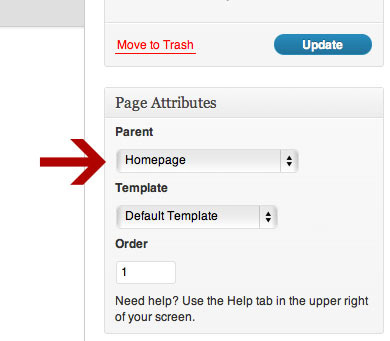 Move to Trash
Update
Page Attributes
Parent
Homepage
Template
Default Template
Order
1
Need help? Use the Help tab in the upper right
of your screen.